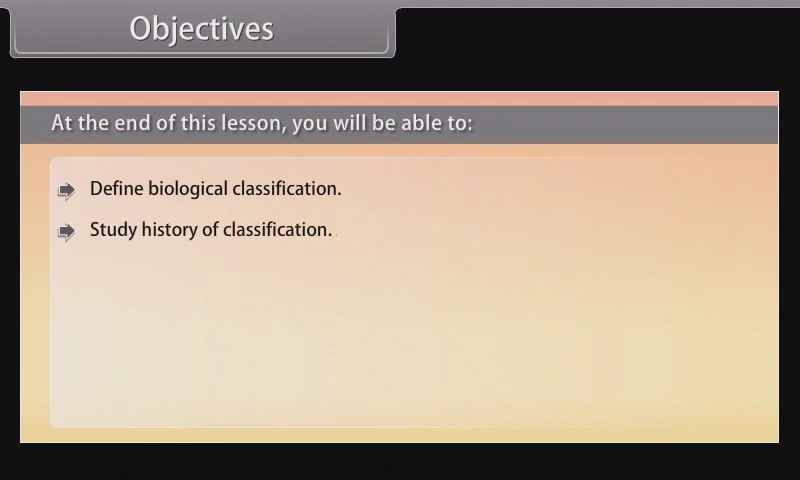 Objectives
At the end of this lesson, you will be able to:
Define biological classification.
Study history of classification.